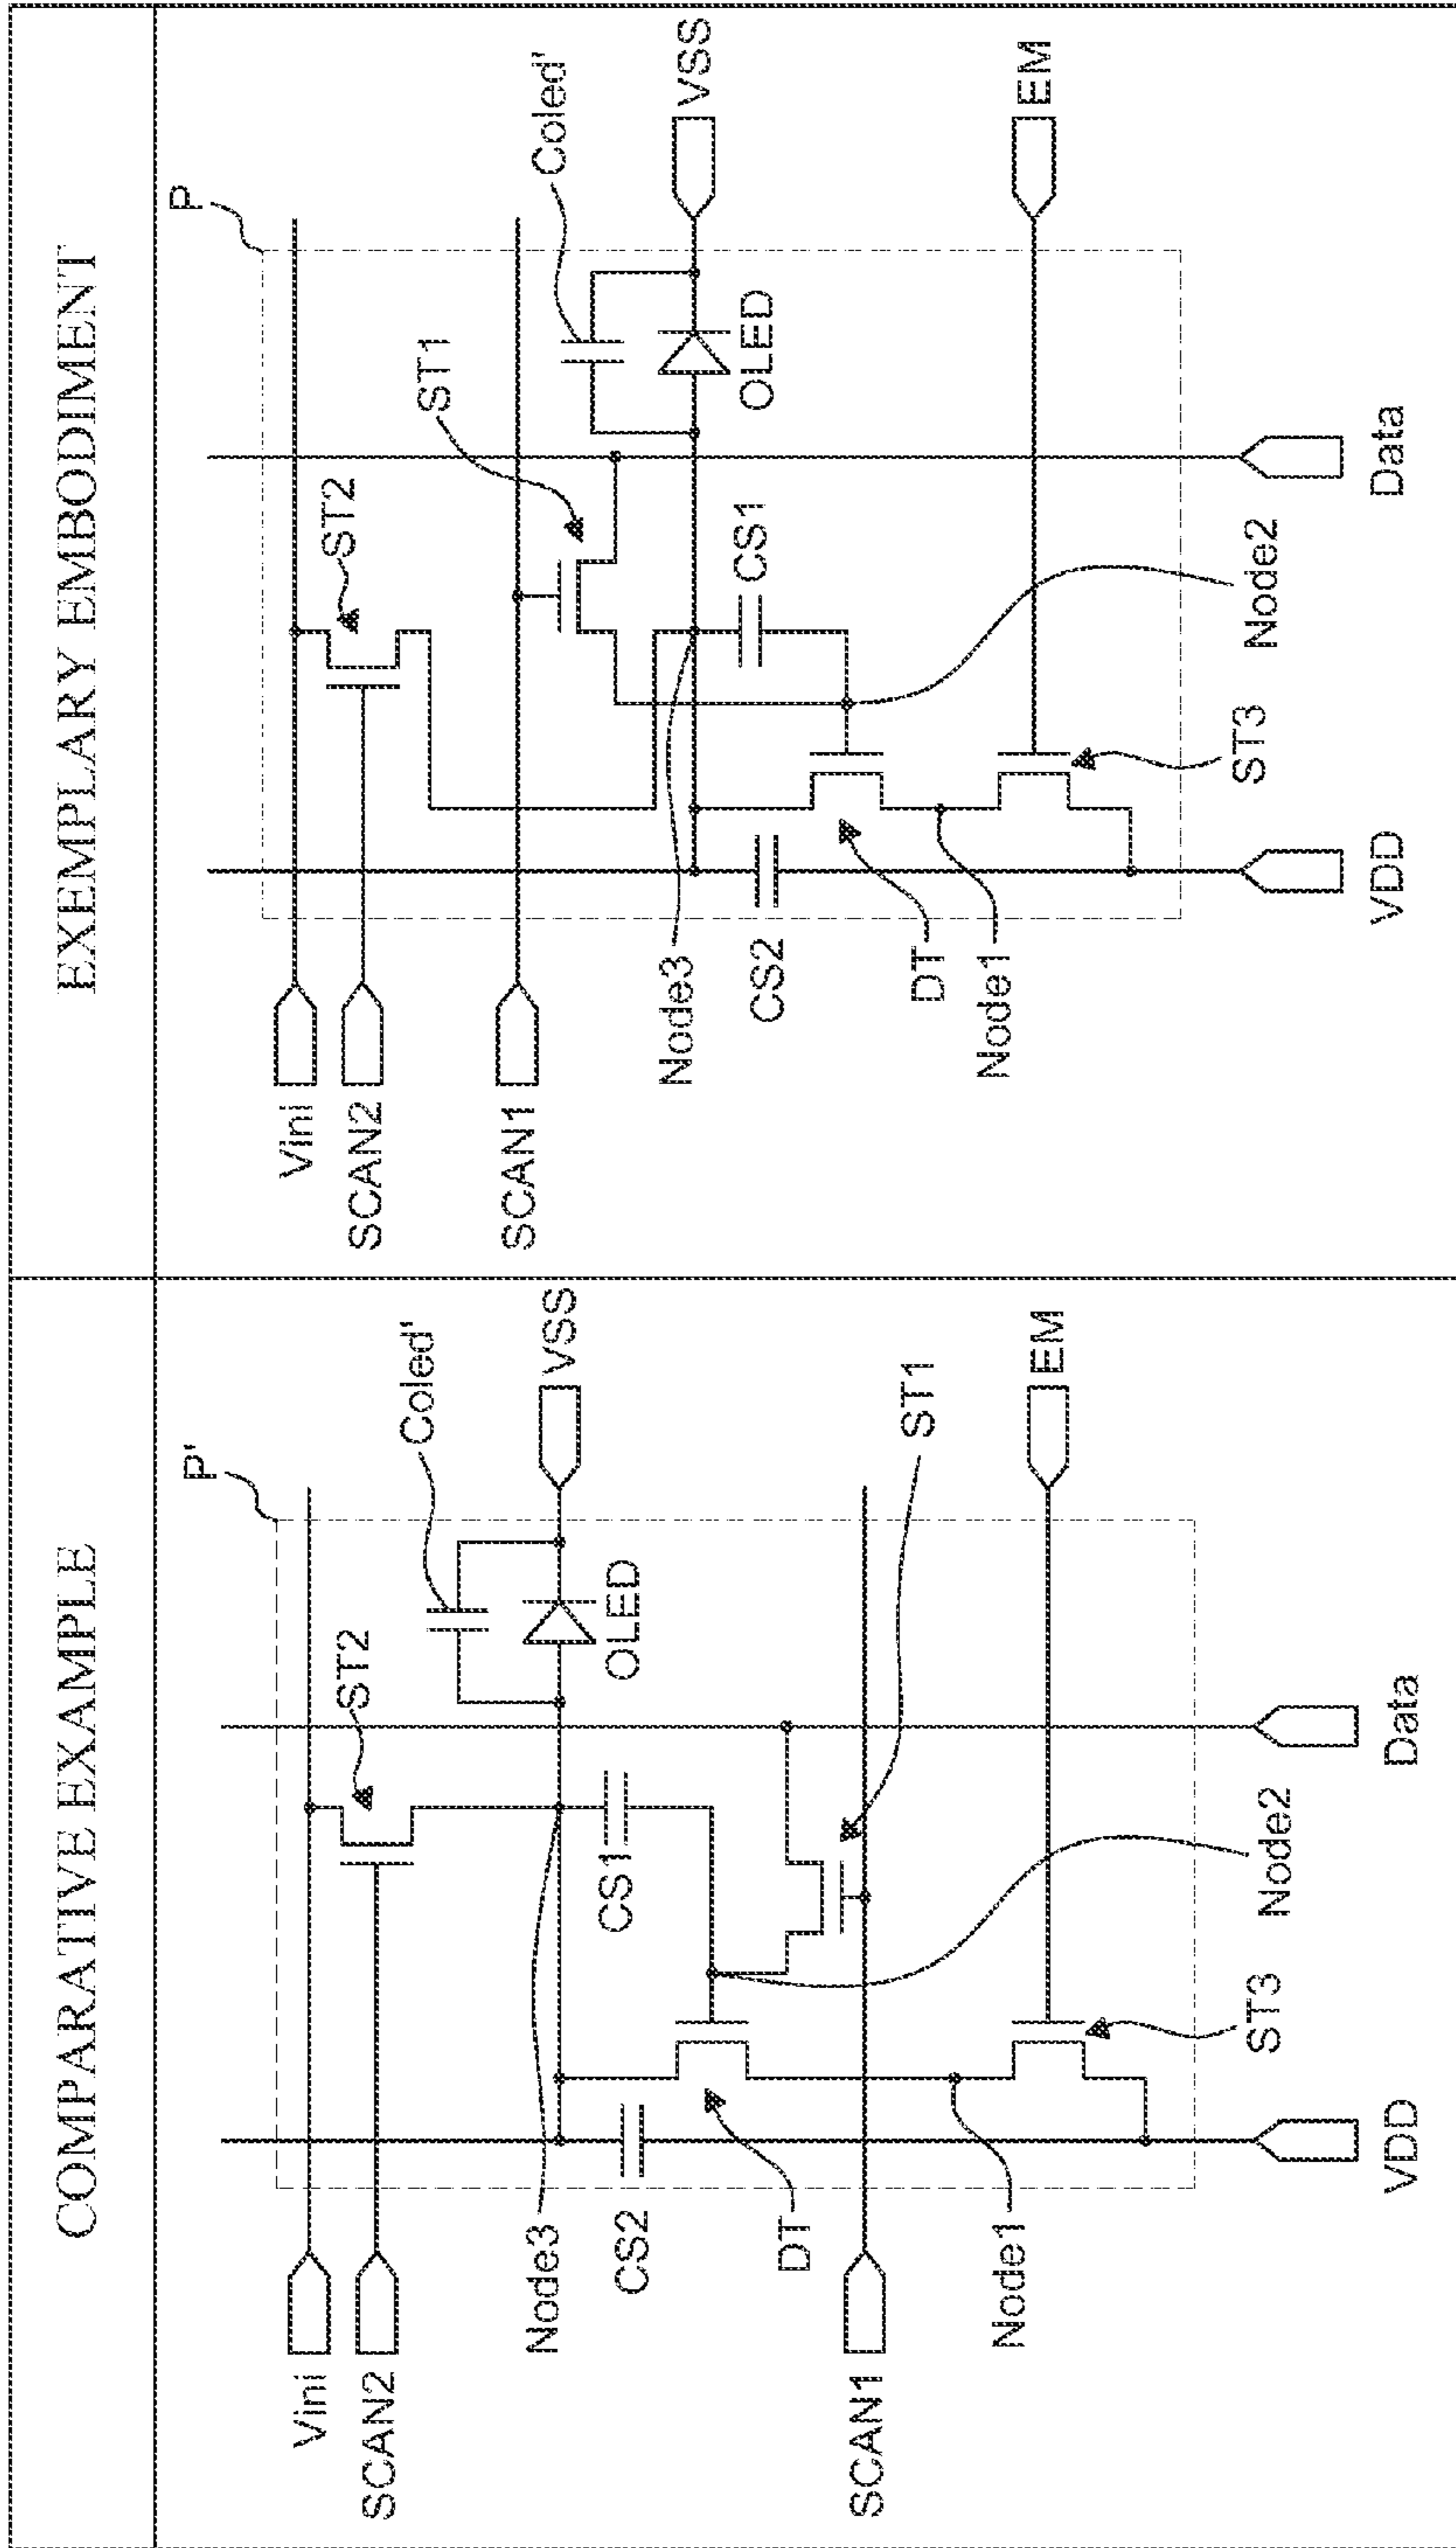 COMPARATIVE EXAMPLE
P'
Vini
SCAN2
ST2
Coled'
VSS
OLED
Node3
CS1
CS2
DT
ST1
SCAN1
EM
Node1
Node2
ST3
VDD
Data
EXEMPLARY EMBODIMENT
P
Vini
SCAN2
ST2
SCAN1
ST1
Coled'
VSS
OLED
Node3
CS1
CS2
DT
EM
Node1
Node2
ST3
VDD
Data